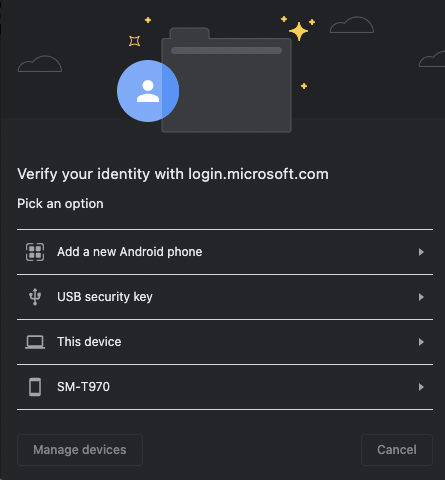 Verify your identity with login.microsoft.com
Pick an option
Add a new Android phone
USB security key
This device
SM-T970
Manage devices
Cancel